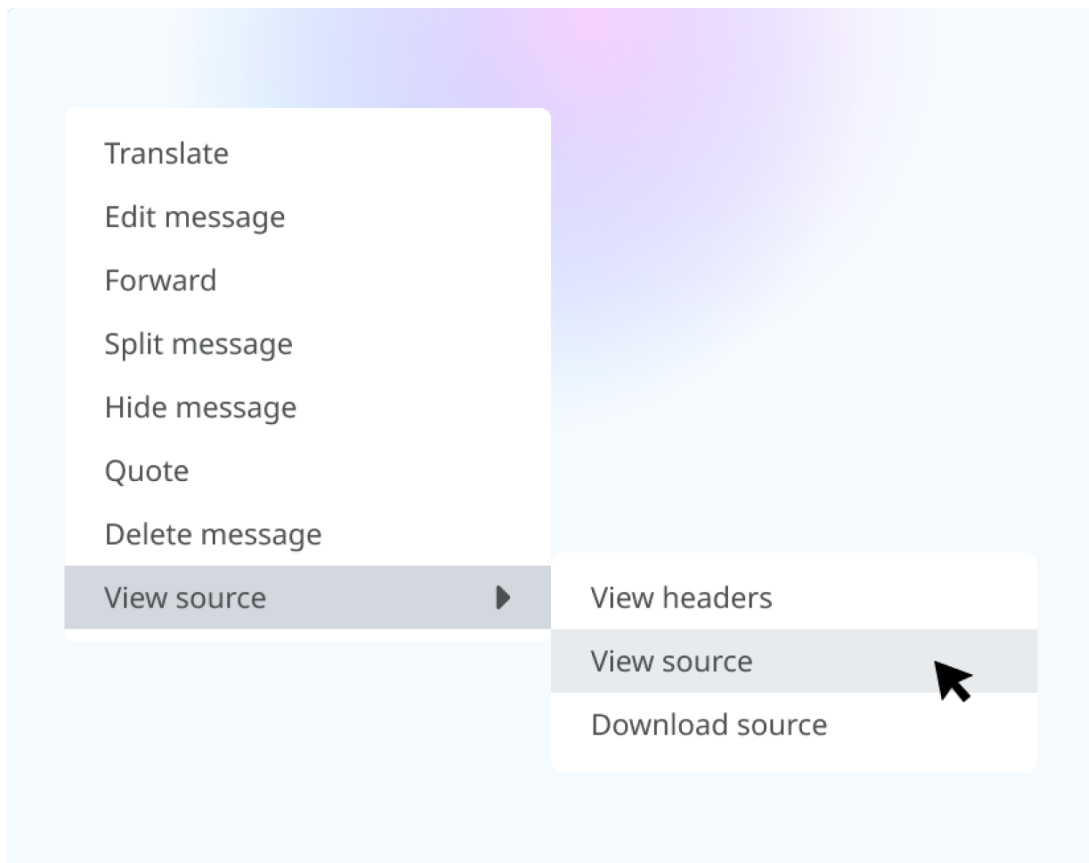 Translate
Edit message
Forward
Split message
Hide message
Quote
Delete message
View source
View headers
View source
Download source